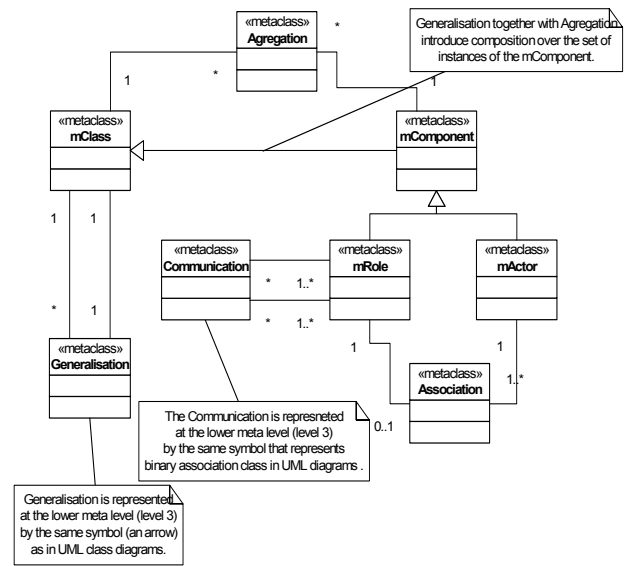 «metaclass»
Agregation
*
Generalisation together with Agregation
introduce composition over the set of
instances of the mComponent.
1
*
1
«metaclass»
mClass
«metaclass»
mComponent
1
1
«metaclass»
Communication
«metaclass»
mRole
«metaclass»
mActor
*
1..*
*
1
*
1..*
«metaclass»
Generalisation
1
1
«metaclass»
Association
1..*
The Communication is represneted
at the lower meta level (level 3)
by the same symbol that represents
binary association class in UML diagrams .
0..1
Generalisation is represented
at the lower meta level (level 3)
by the same symbol (an arrow)
as in UML class diagrams.